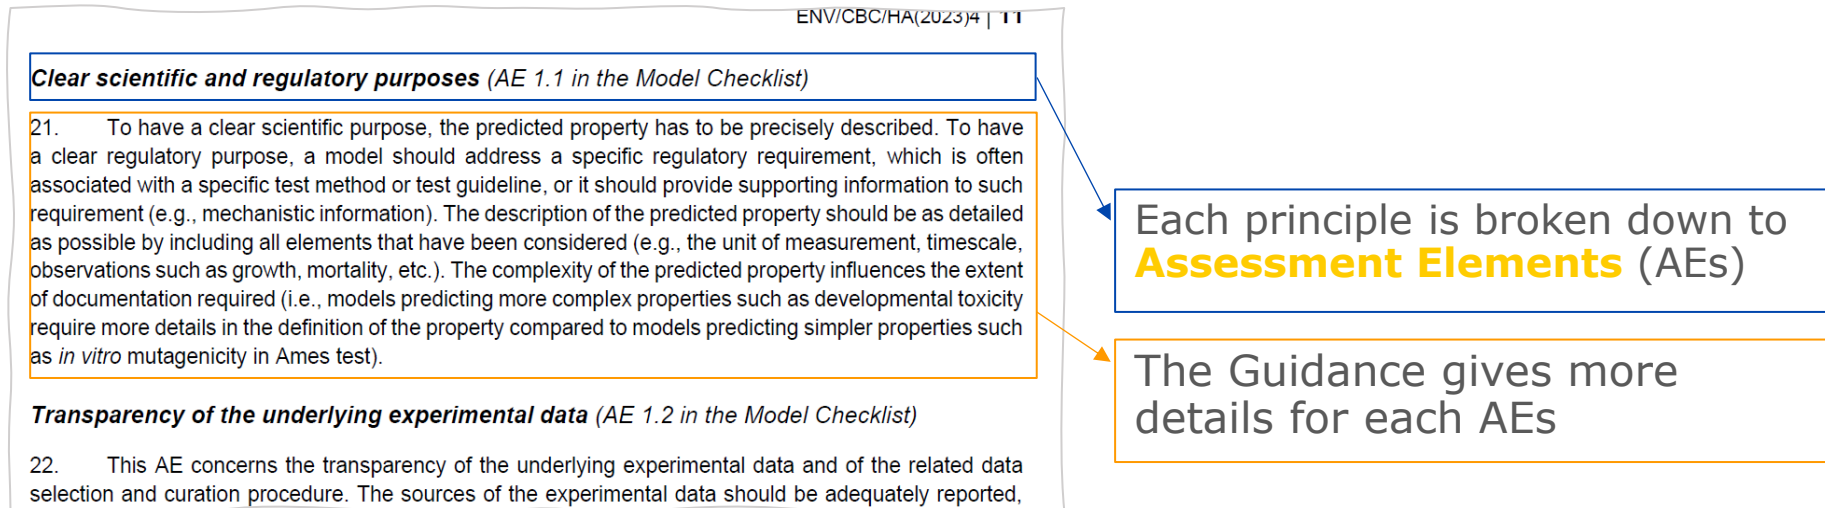 ENV/CBC/HA(2023)4 | 11
Clear scientific and regulatory purposes (AE 1.1 in the Model Checklist)
21. To have a clear scientific purpose, the predicted property has to be precisely described. To have
a clear regulatory purpose, a model should address a specific regulatory requirement, which is often
associated with a specific test method or test guideline, or it should provide supporting information to such
requirement (e.g., mechanistic information). The description of the predicted property should be as detailed
as possible by including all elements that have been considered (e.g., the unit of measurement, timescale,
observations such as growth, mortality, etc.). The complexity of the predicted property influences the extent
of documentation required (i.e., models predicting more complex properties such as developmental toxicity
require more details in the definition of the property compared to models predicting simpler properties such
as in vitro mutagenicity in Ames test).
Transparency of the underlying experimental data (AE 1.2 in the Model Checklist)
22. This AE concerns the transparency of the underlying experimental data and of the related data
selection and curation procedure. The sources of the experimental data should be adequately reported,
Each principle is broken down to
Assessment Elements (AEs)
The Guidance gives more
details for each AEs